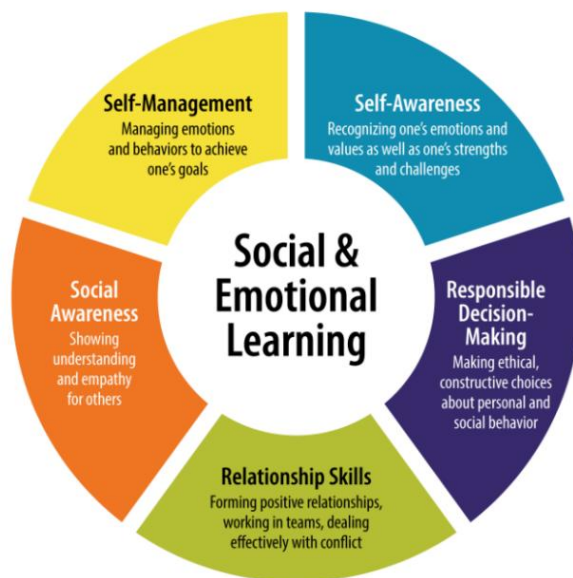 Self-Management
Managing emotions
and behaviors to achieve
one's goals
Self-Awareness
Recognizing one's emotions and
values as well as one's strengths
and challenges
Social &
Emotional
Learning
Social
Awareness
Showing
understanding
and empathy
for others
Responsible
Decision-
Making
Making ethical,
constructive choices
about personal and
social behavior
Relationship Skills
Forming positive relationships,
working in teams, dealing
effectively with conflict